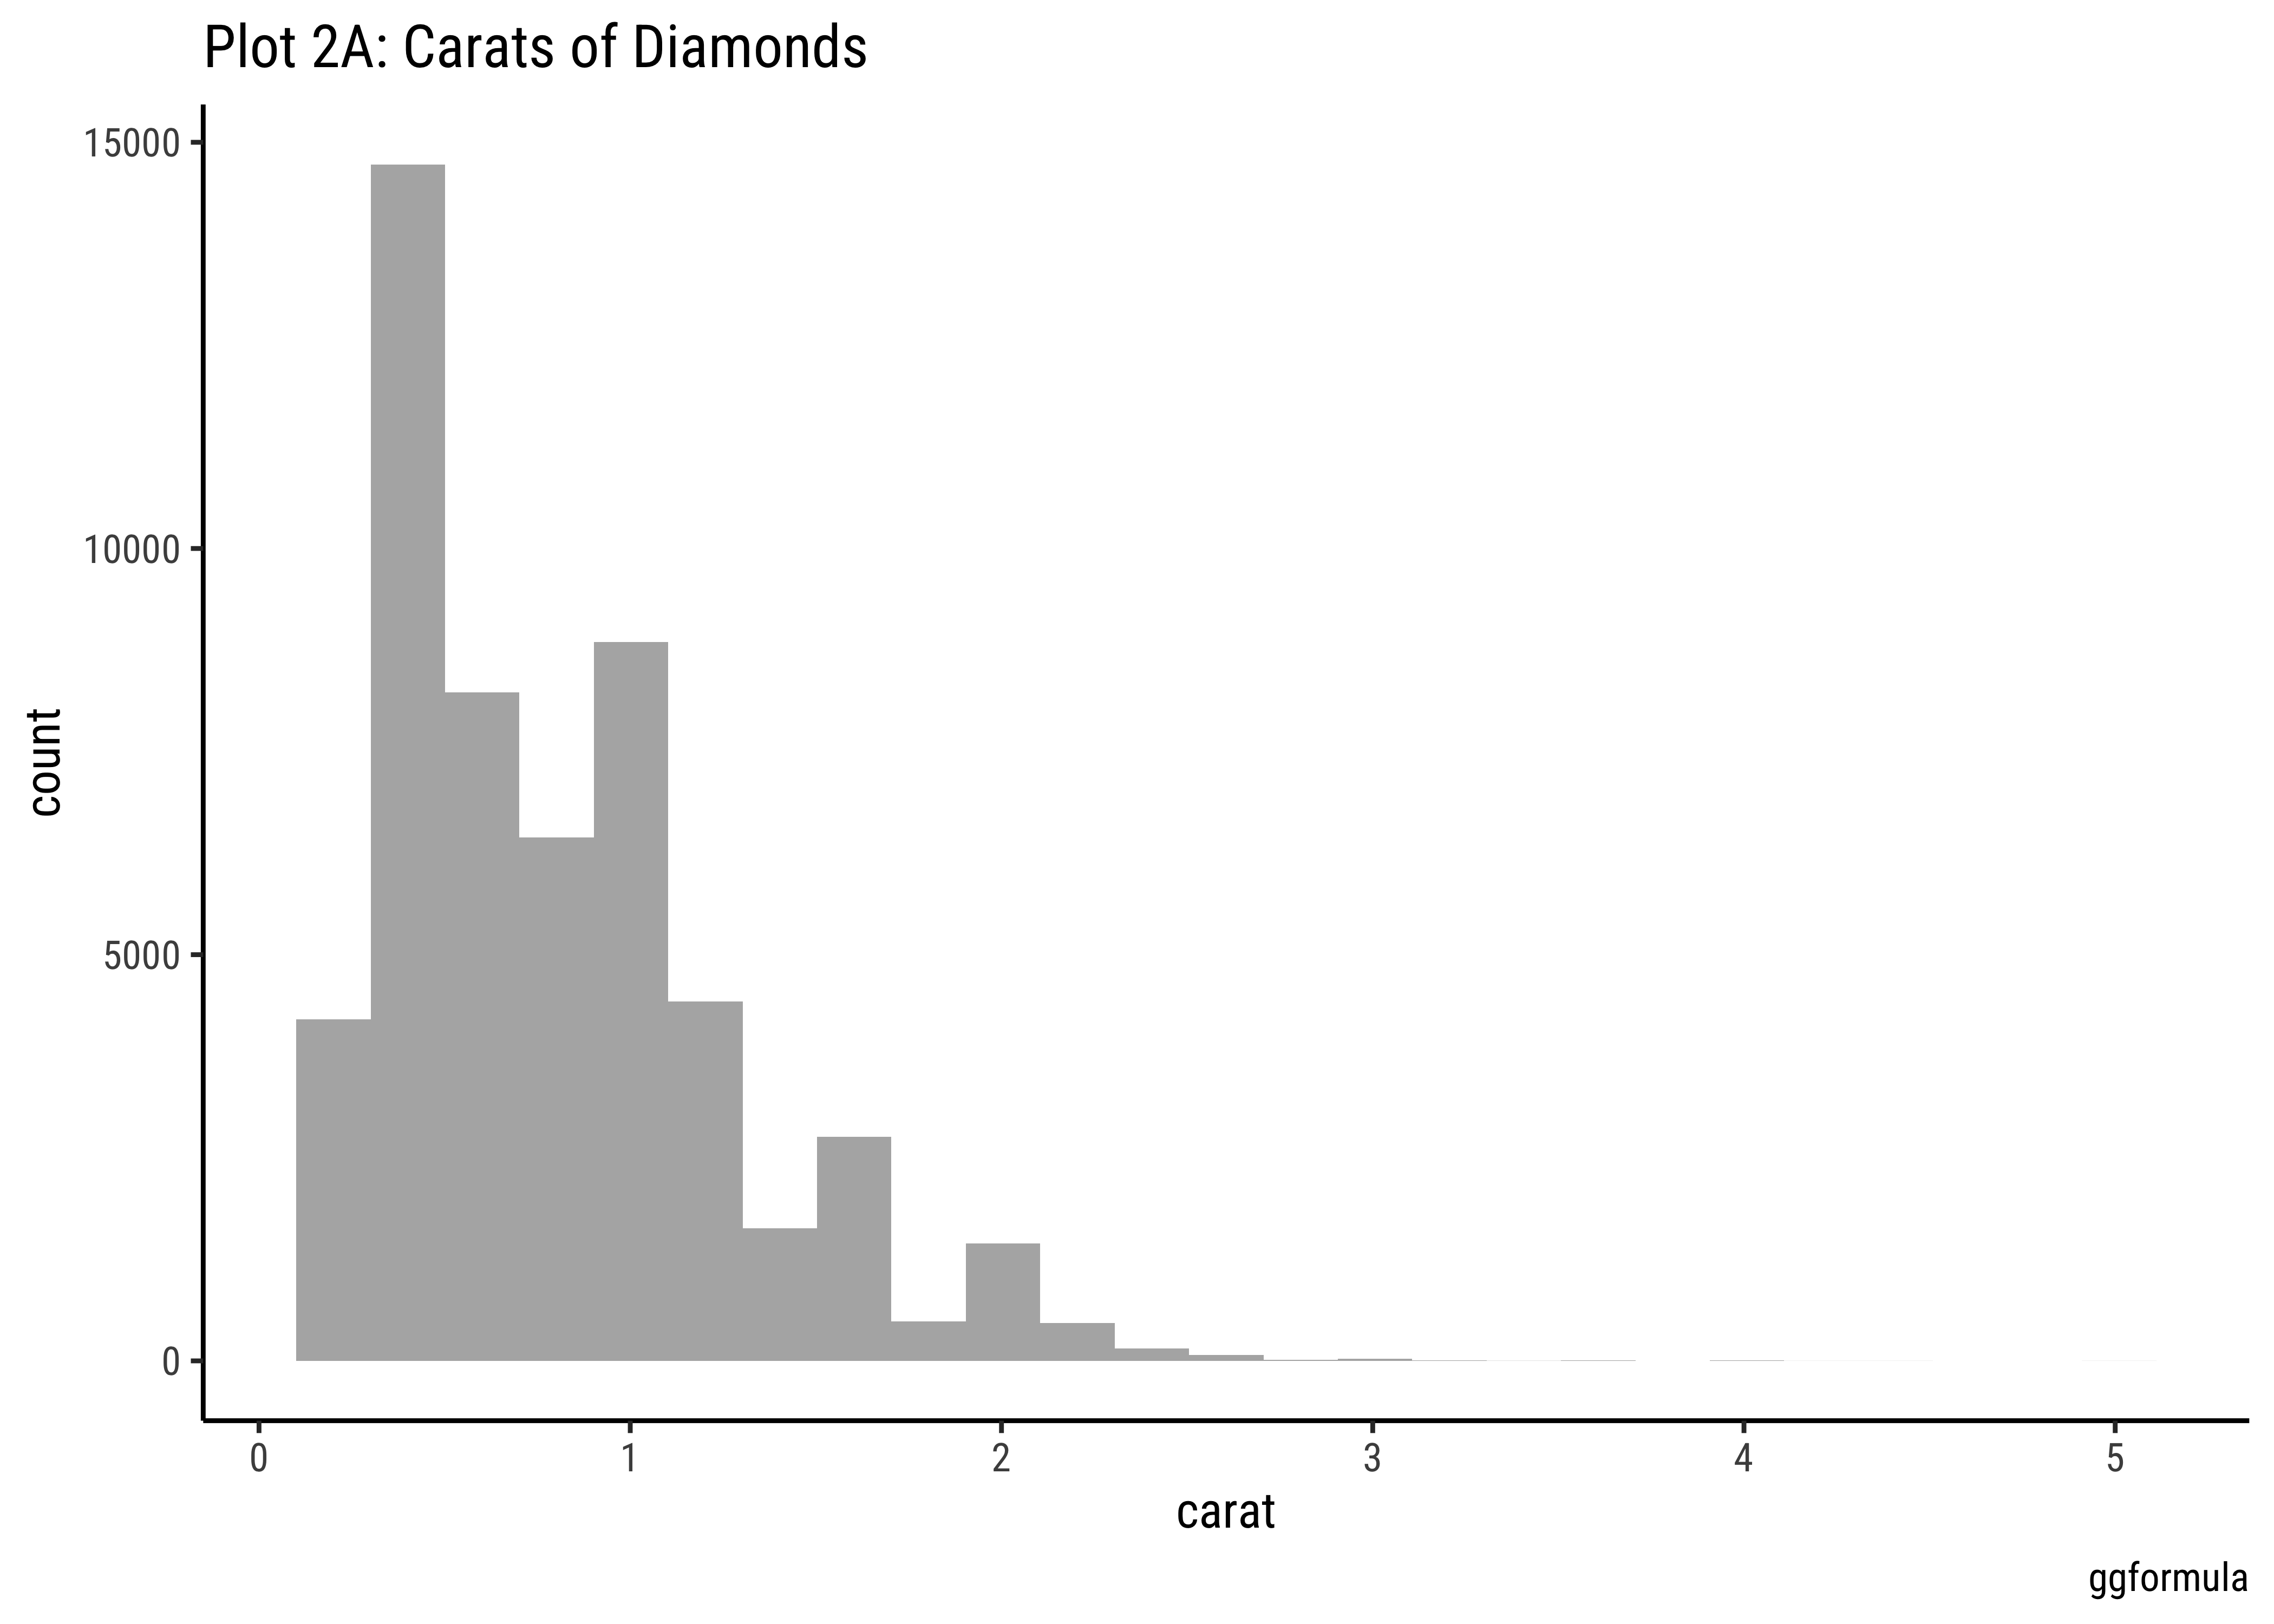 Plot 2A: Carats of Diamonds
15000
10000
5000
0
count
0 1 2 3 4 5
carat
ggformula